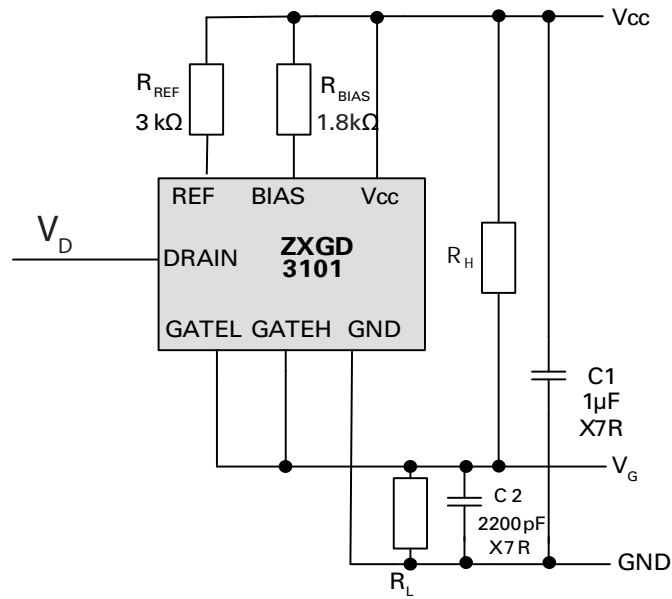 Vcc
R_REF
3 kΩ
R_BIAS
1.8kΩ
REF BIAS Vcc
V_D
DRAIN
ZXGD
3101
GATEL GATEH GND
R_H
C1
1µF
X7R
V_G
C 2
2200pF
X7R
GND
R_L